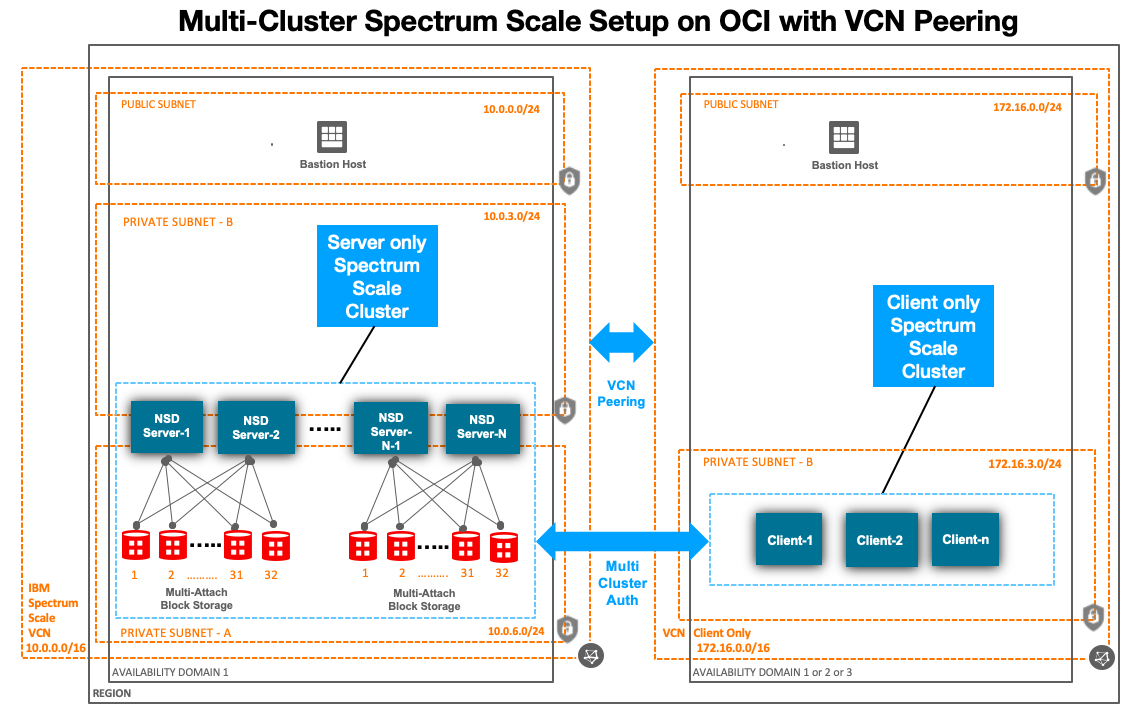 Multi-Cluster Spectrum Scale Setup on OCI with VCN Peering
PUBLIC SUBNET
10.0.0.0/24
Bastion Host
PRIVATE SUBNET - B
10.0.3.0/24
Server only
Spectrum
Scale
Cluster
NSD
Server-1
NSD
Server-2
.....
NSD
Server-
N-1
NSD
Server-N
.....
.....
1
2
..........
31
32
1
2
.........
31
32
Multi-Attach
Block Storage
Multi-Attach
Block Storage
PRIVATE SUBNET - A
10.0.6.0/24
IBM
Spectrum
Scale
VCN
10.0.0.0/16
AVAILABILITY DOMAIN 1
REGION
VCN
Peering
Multi
Cluster
Auth
PUBLIC SUBNET
172.16.0.0/24
Bastion Host
Client only
Spectrum
Scale
Cluster
PRIVATE SUBNET - B
172.16.3.0/24
Client-1
Client-2
Client-n
VCN Client Only
172.16.0.0/16
AVAILABILITY DOMAIN 1 or 2 or 3